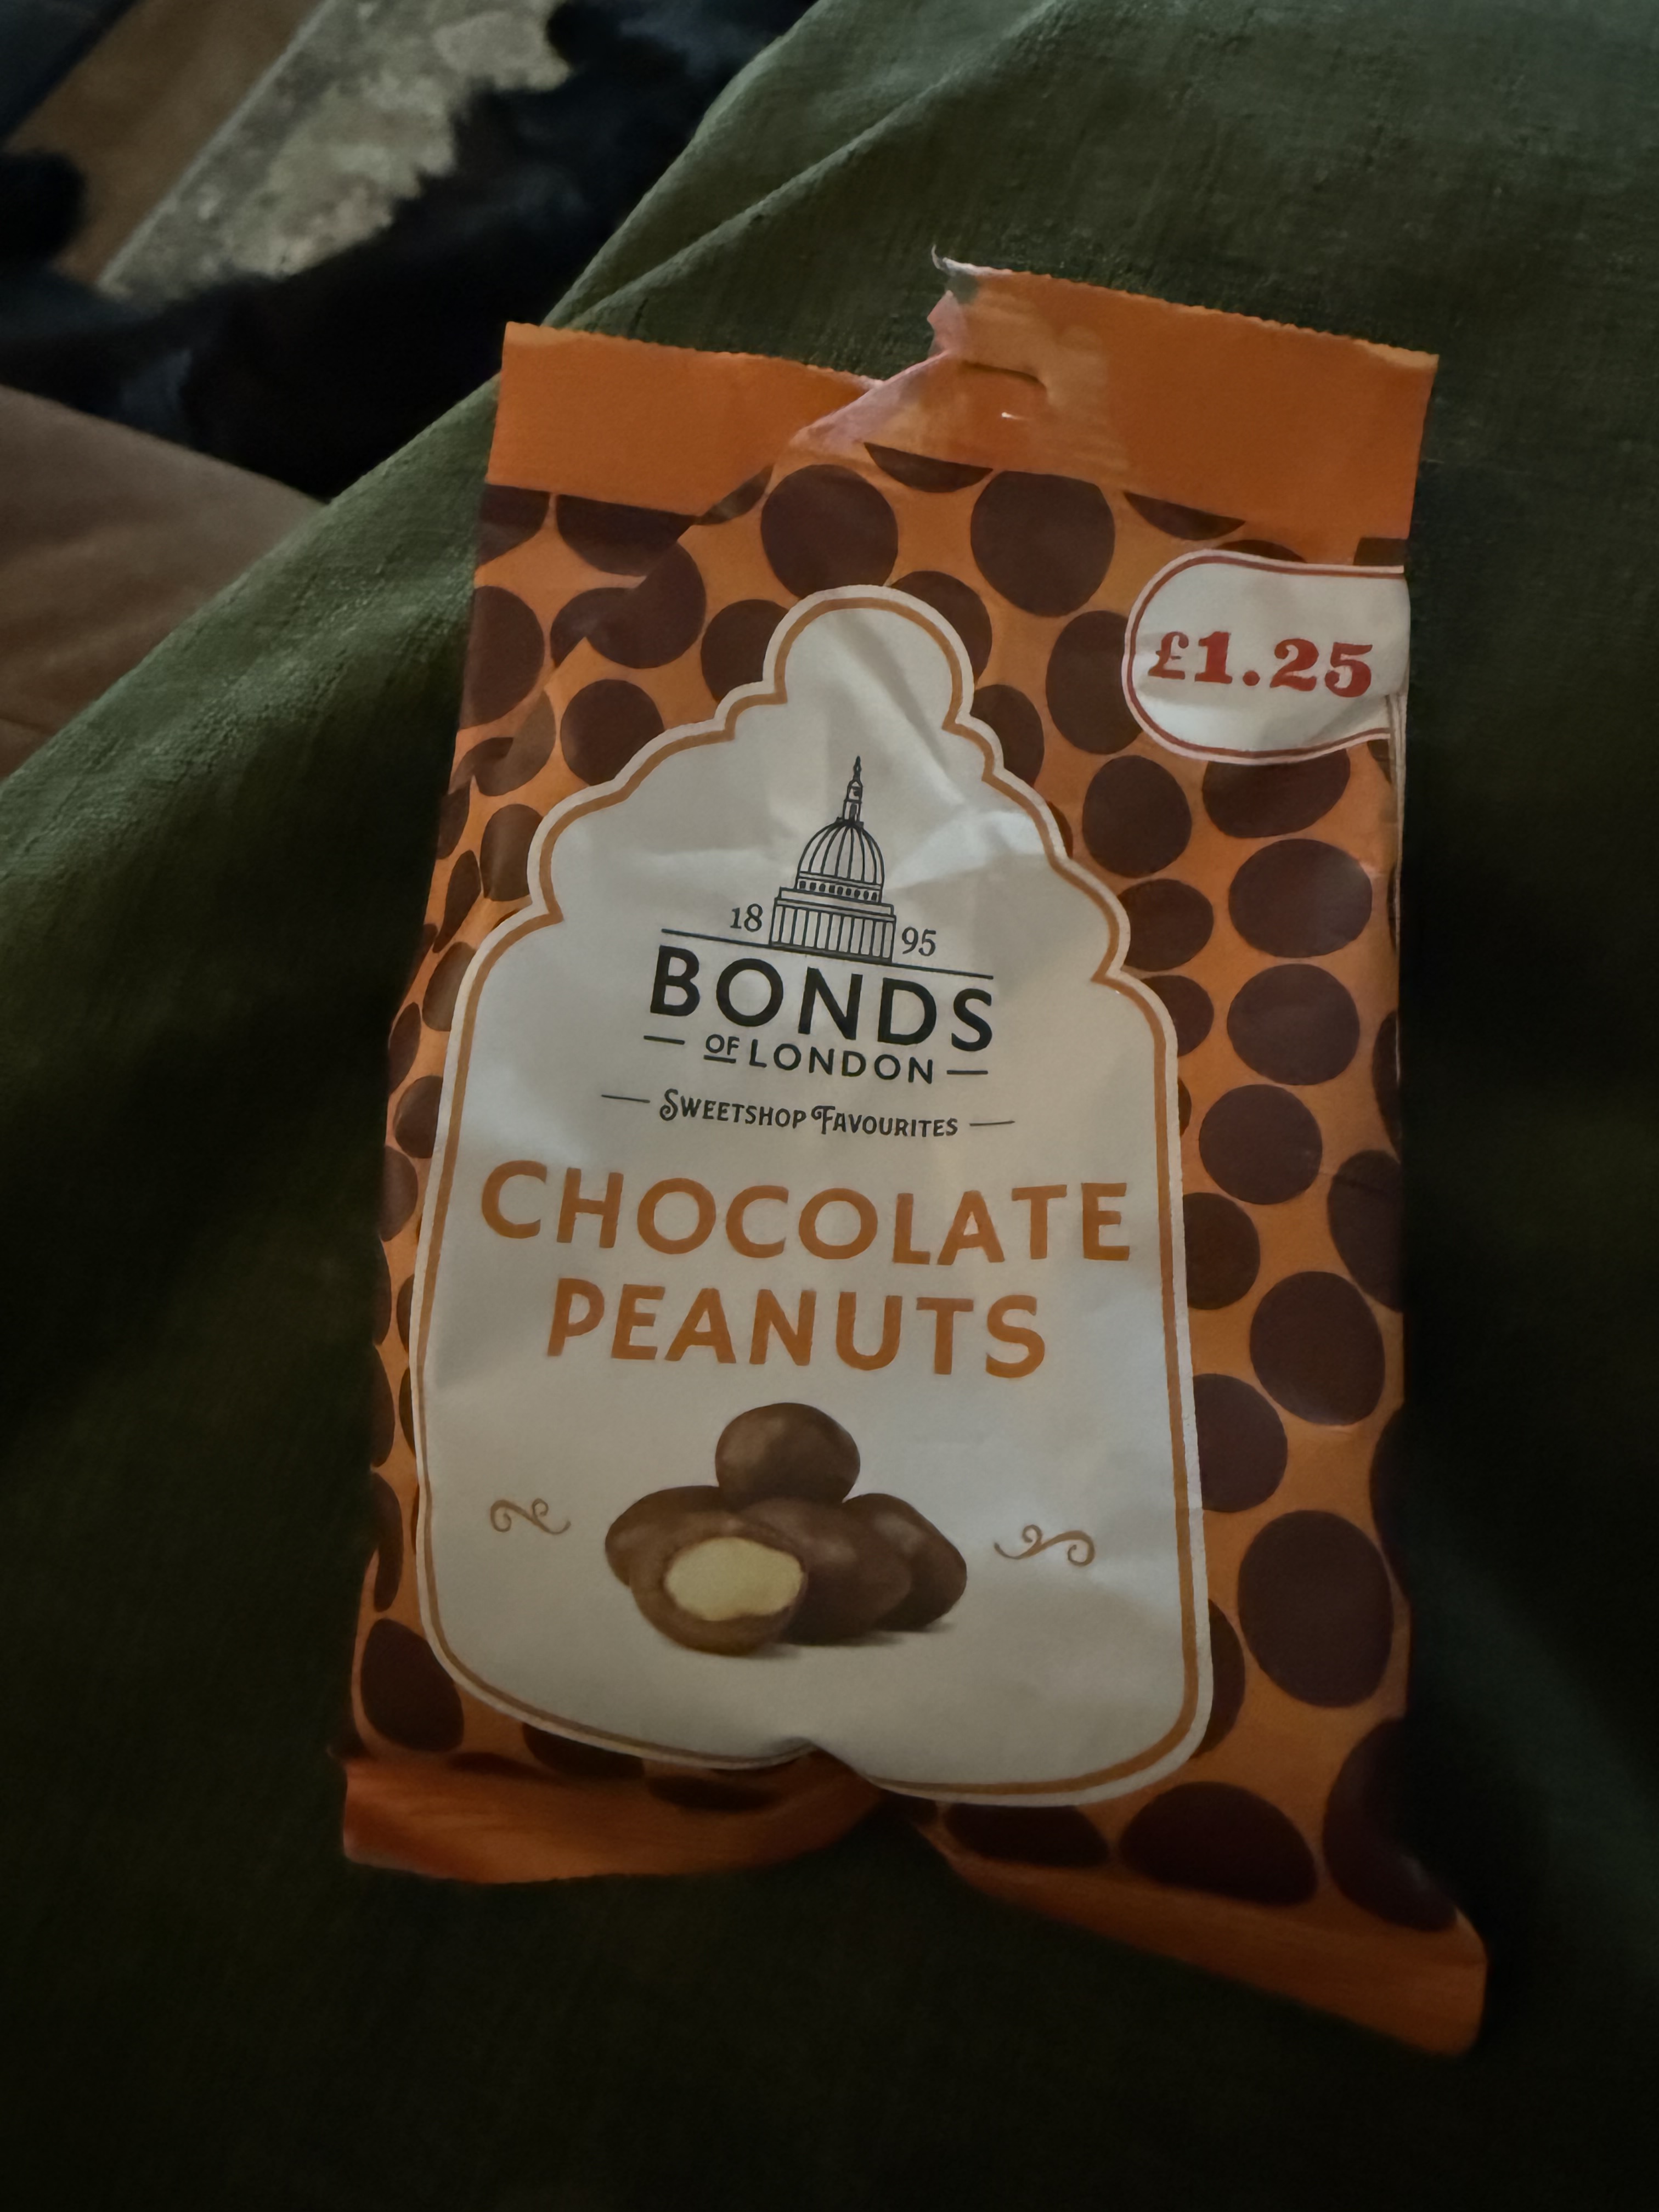 £1.25
18 95
BONDS
OF LONDON
SWEETSHOP FAVOURITES
CHOCOLATE
PEANUTS